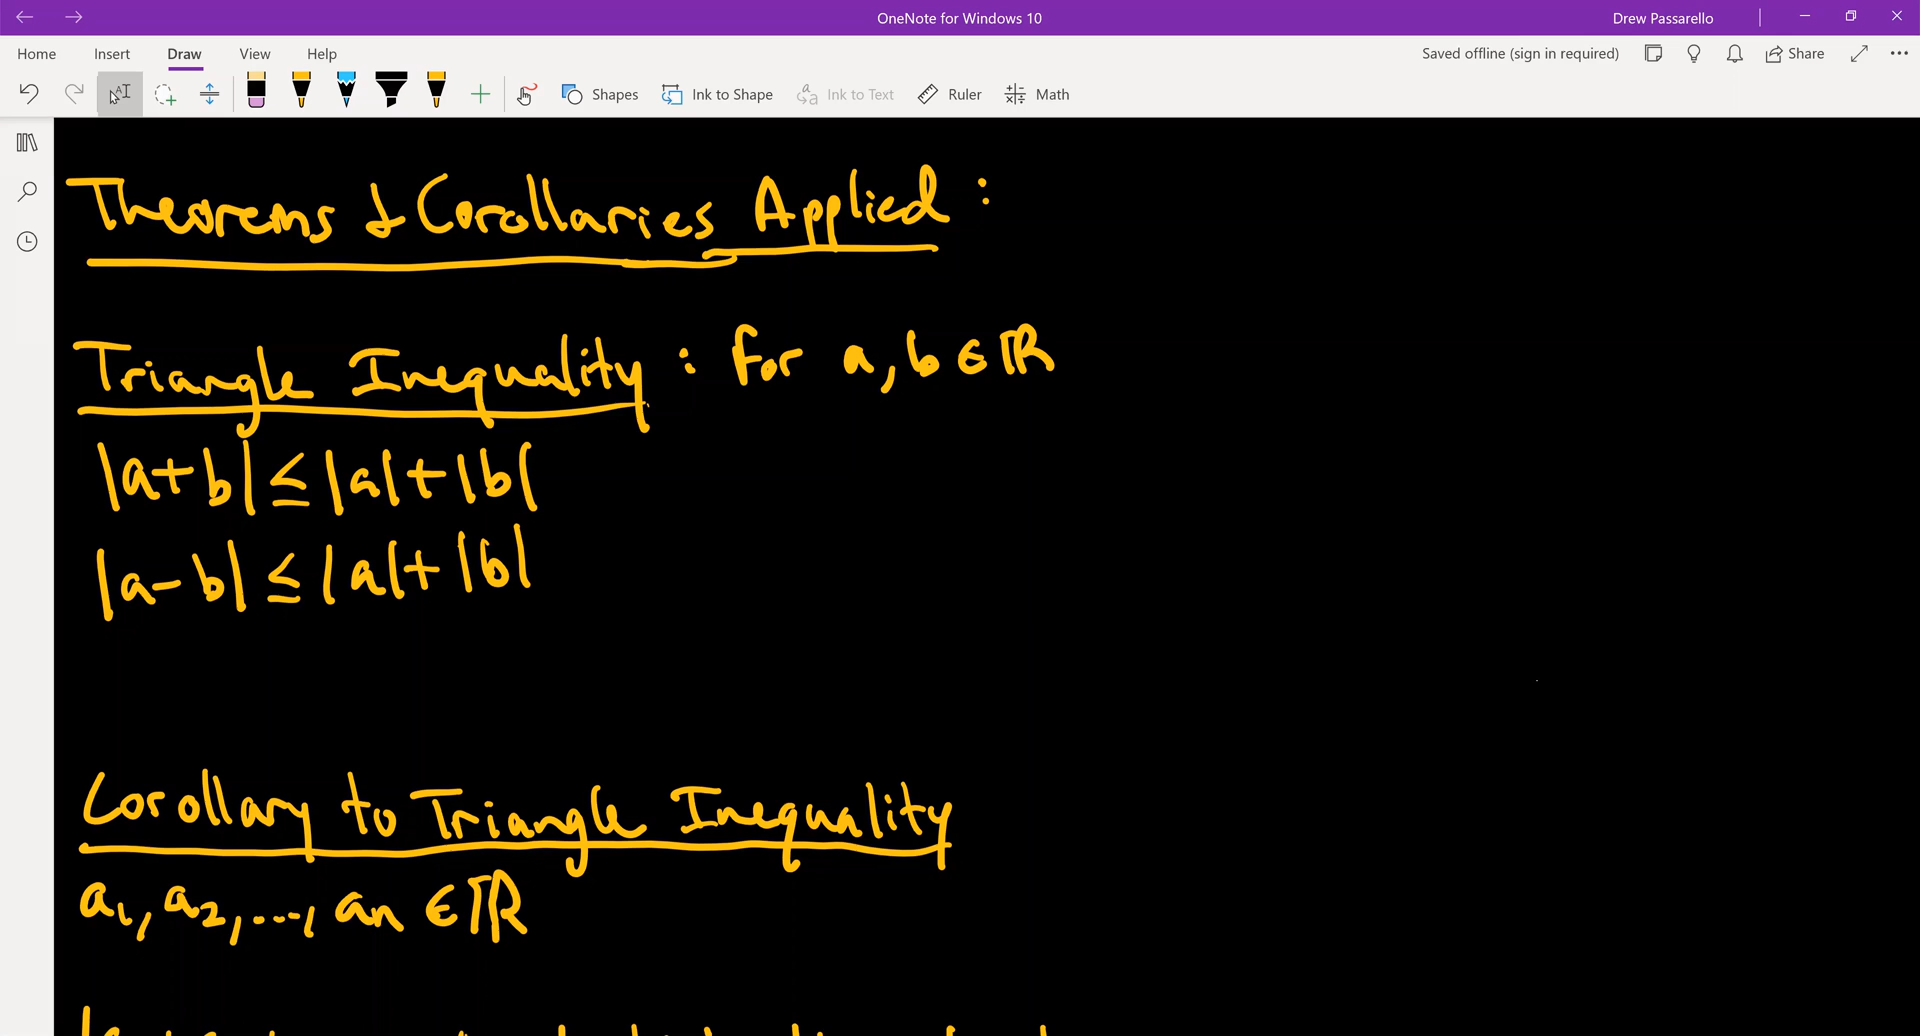 OneNote for Windows 10
Drew Passarello
Home Insert Draw View Help
Saved offline (sign in required) Share
Shapes Ink to Shape Ink to Text Ruler Math
Theorems & Corollaries Applied :
Triangle Inequality : for a, b ∈ ℝ
|a+b| ≤ |a|+|b|
|a-b| ≤ |a|+|b|
Corollary to Triangle Inequality
a₁, a₂, ..., aₙ ∈ ℝ